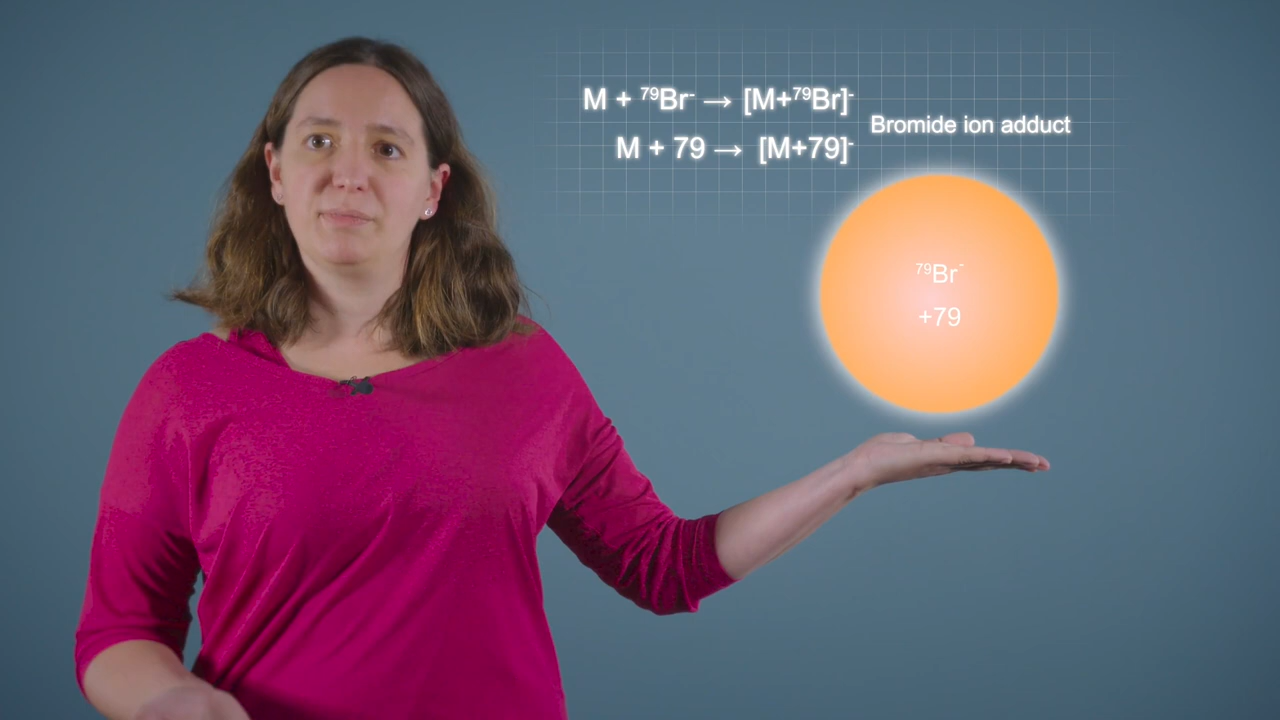 M + ⁷⁹Br⁻ → [M+⁷⁹Br]⁻
Bromide ion adduct
M + 79 → [M+79]⁻
⁷⁹Br⁻
+79